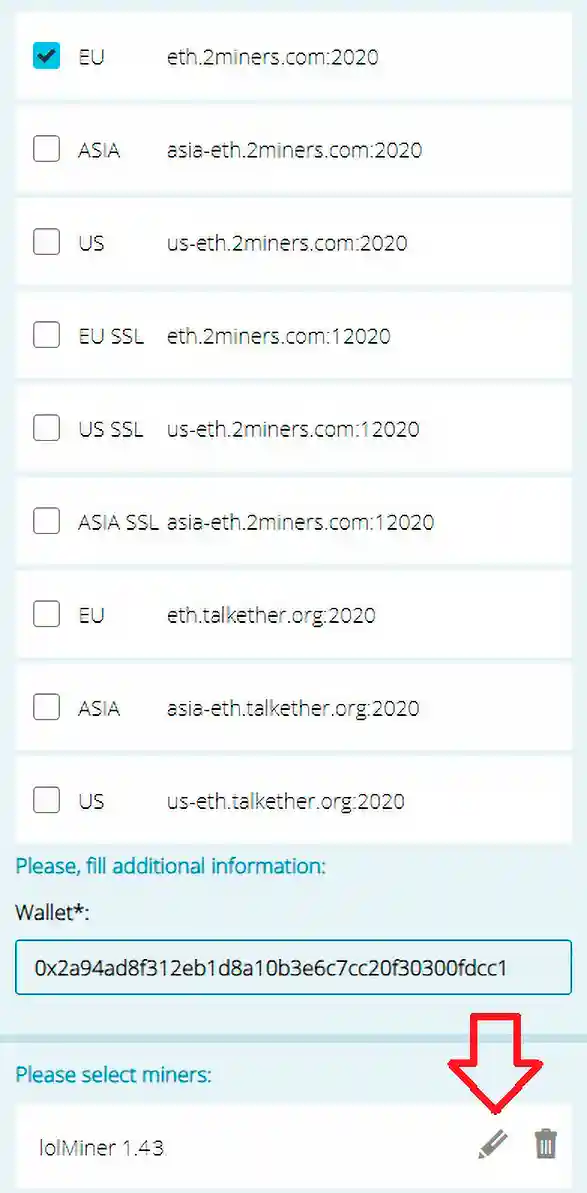 EU eth.2miners.com:2020
ASIA asia-eth.2miners.com:2020
US us-eth.2miners.com:2020
EU SSL eth.2miners.com:12020
US SSL us-eth.2miners.com:12020
ASIA SSL asia-eth.2miners.com:12020
EU eth.talkether.org:2020
ASIA asia-eth.talkether.org:2020
US us-eth.talkether.org:2020
Please, fill additional information:
Wallet*:
0x2a94ad8f312eb1d8a10b3e6c7cc20f30300fdcc1
Please select miners:
lolMiner 1.43